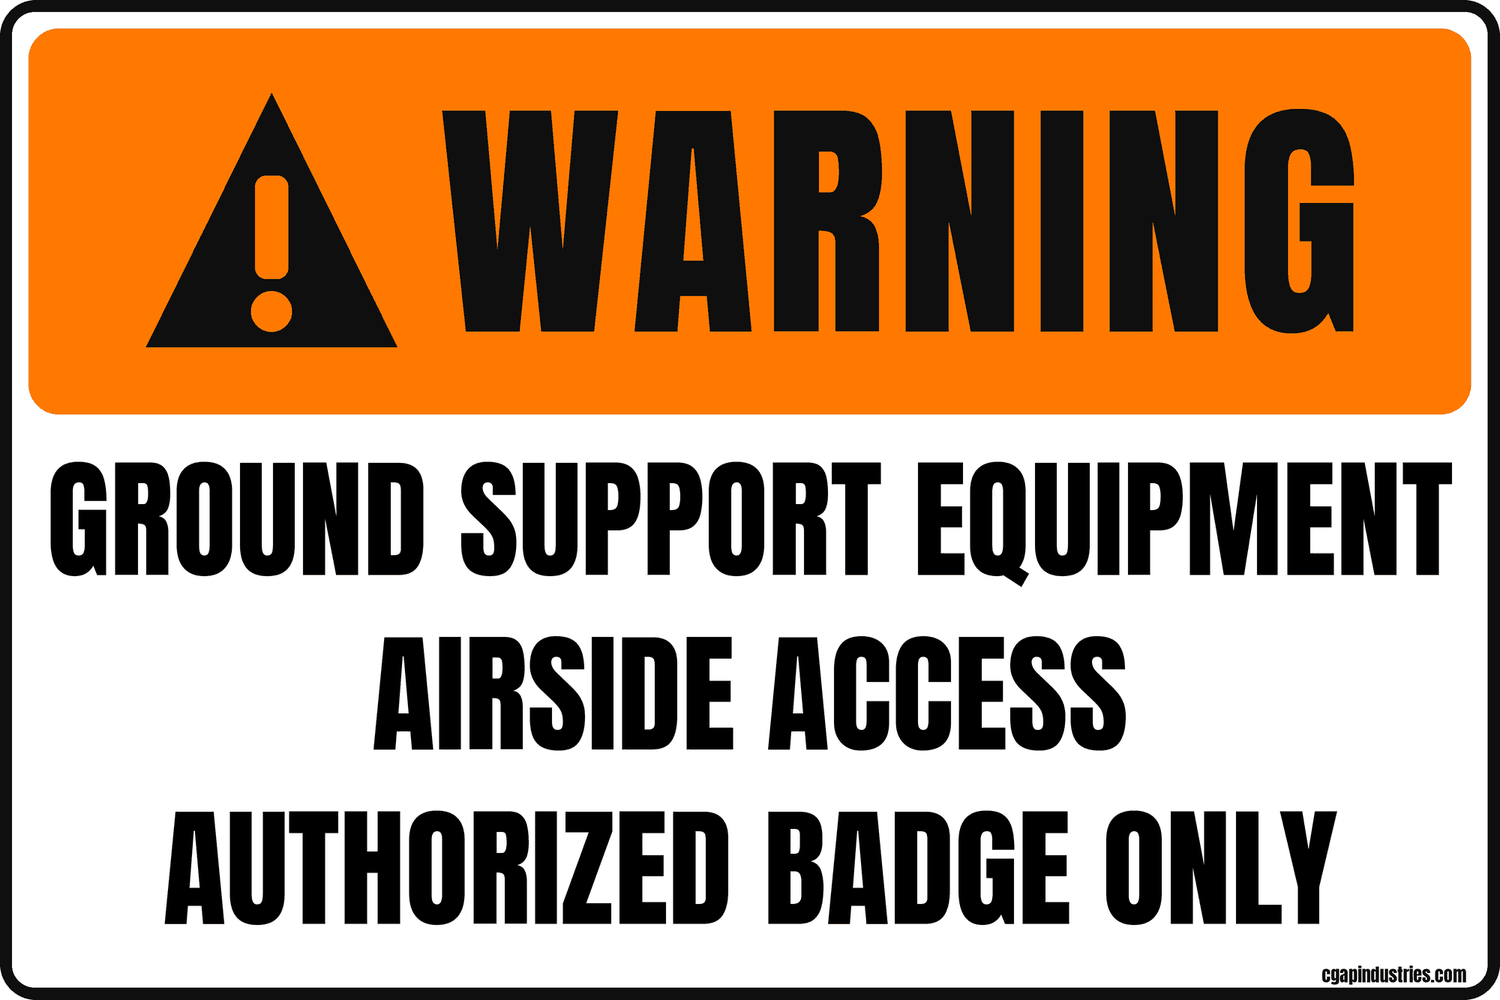 WARNING
GROUND SUPPORT EQUIPMENT
AIRSIDE ACCESS
AUTHORIZED BADGE ONLY
cgapindustries.com